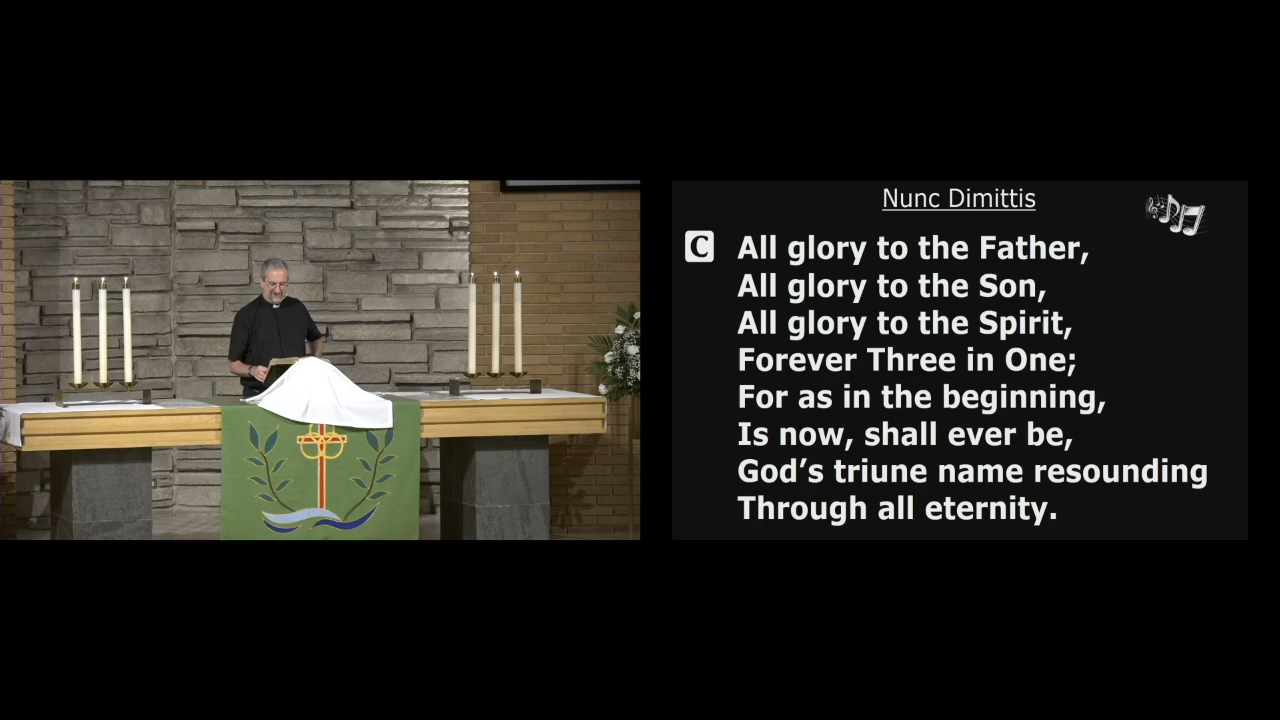 Nunc Dimittis
C All glory to the Father,
All glory to the Son,
All glory to the Spirit,
Forever Three in One;
For as in the beginning,
Is now, shall ever be,
God’s triune name resounding
Through all eternity.